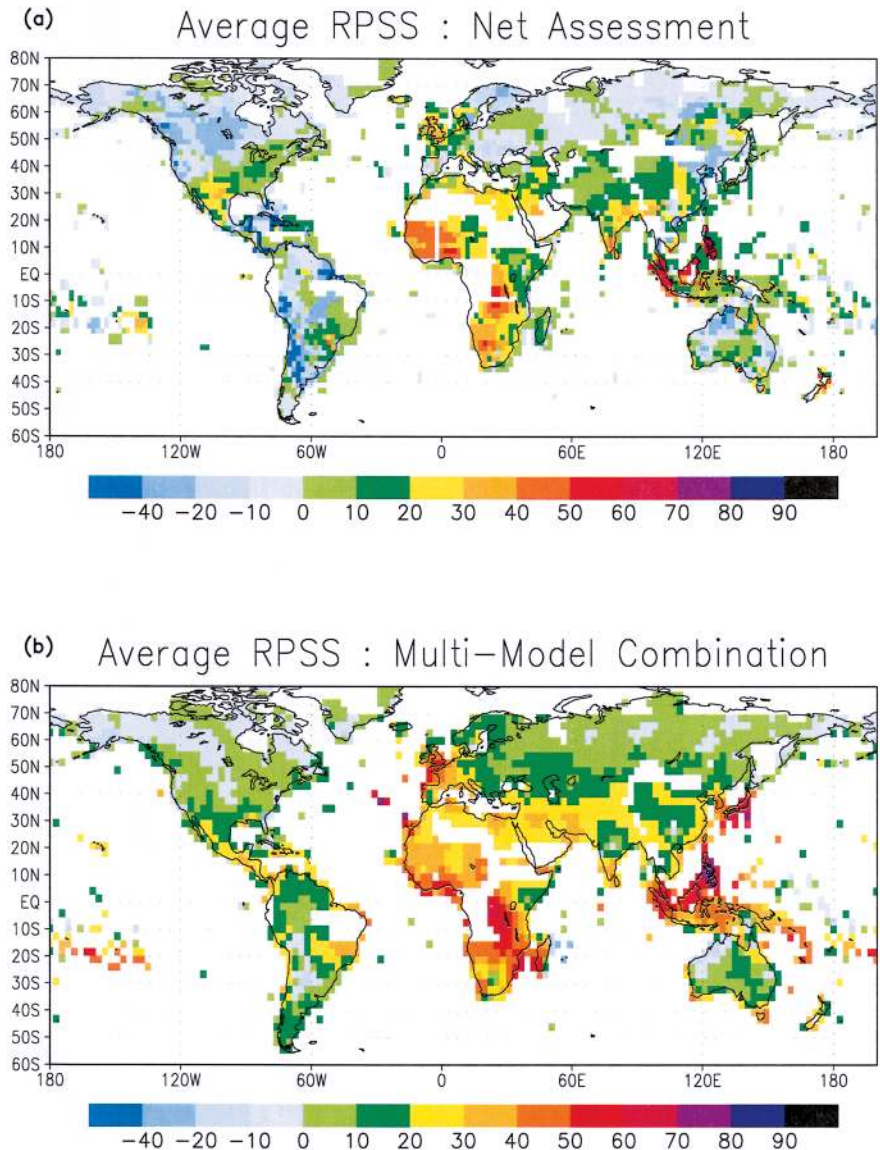 (a) Average RPSS : Net Assessment
80N
70N
60N
50N
40N
30N
20N
10N
EQ
10S
20S
30S
40S
50S
60S
180 120W 60W 0 60E 120E 180
−40 −20 −10 0 10 20 30 40 50 60 70 80 90
(b) Average RPSS : Multi−Model Combination
80N
70N
60N
50N
40N
30N
20N
10N
EQ
10S
20S
30S
40S
50S
60S
180 120W 60W 0 60E 120E 180
−40 −20 −10 0 10 20 30 40 50 60 70 80 90